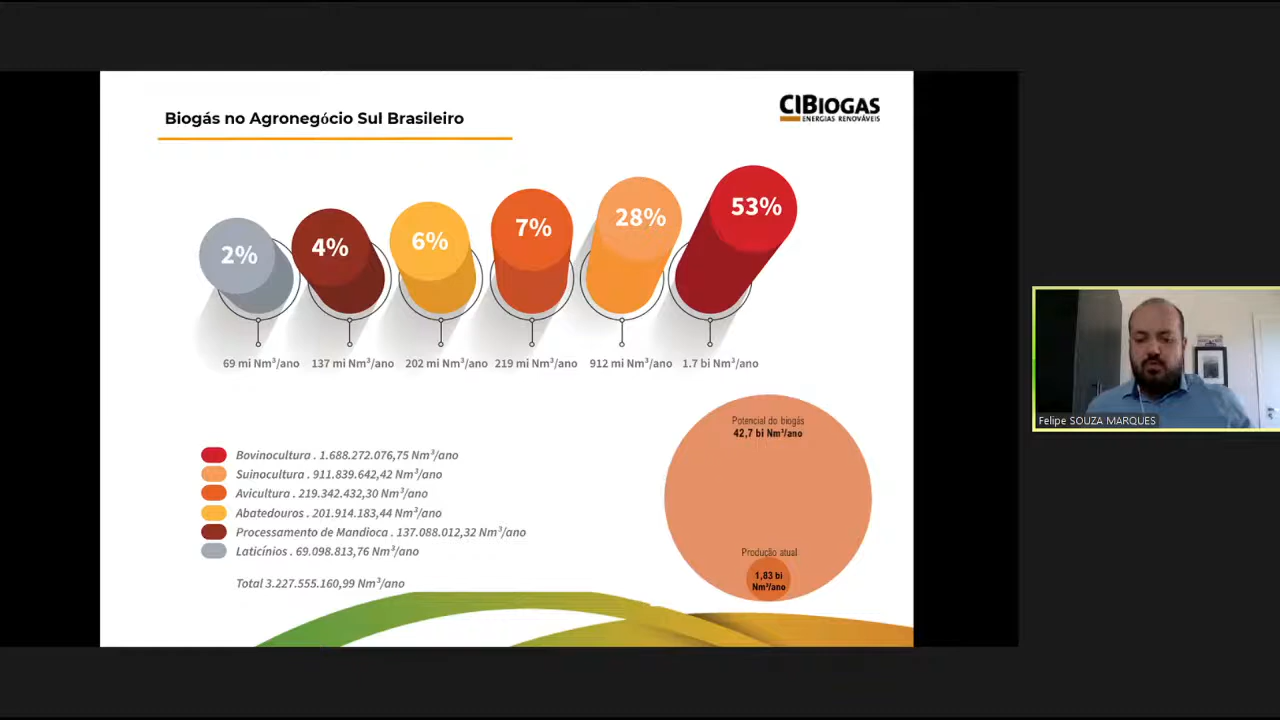 Biogás no Agronegócio Sul Brasileiro
CIBIOGAS
ENERGIAS RENOVÁVEIS
2%
4%
6%
7%
28%
53%
69 mi Nm³/ano
137 mi Nm³/ano
202 mi Nm³/ano
219 mi Nm³/ano
912 mi Nm³/ano
1.7 bi Nm³/ano
Bovinocultura . 1.688.272.076,75 Nm³/ano
Suinocultura . 911.839.642,42 Nm³/ano
Avicultura . 219.342.432,30 Nm³/ano
Abatedouros . 201.914.183,44 Nm³/ano
Processamento de Mandioca . 137.088.012,32 Nm³/ano
Laticínios . 69.098.813,76 Nm³/ano
Total 3.227.555.160,99 Nm³/ano
Potencial do biogás
42,7 bi Nm³/ano
Produção atual
1,83 bi
Nm³/ano
Felipe SOUZA MARQUES